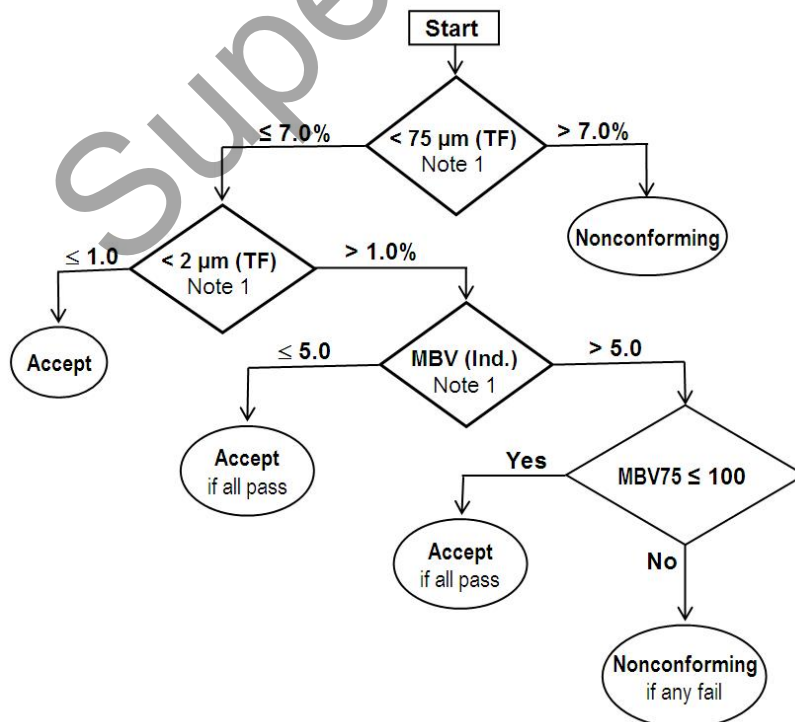 Start
≤ 7.0%
< 75 µm (TF)
Note 1
> 7.0%
Nonconforming
≤ 1.0
< 2 µm (TF)
Note 1
> 1.0%
Accept
≤ 5.0
MBV (Ind.)
Note 1
> 5.0
Accept
if all pass
Yes
MBV75 ≤ 100
Accept
if all pass
No
Nonconforming
if any fail
Supe